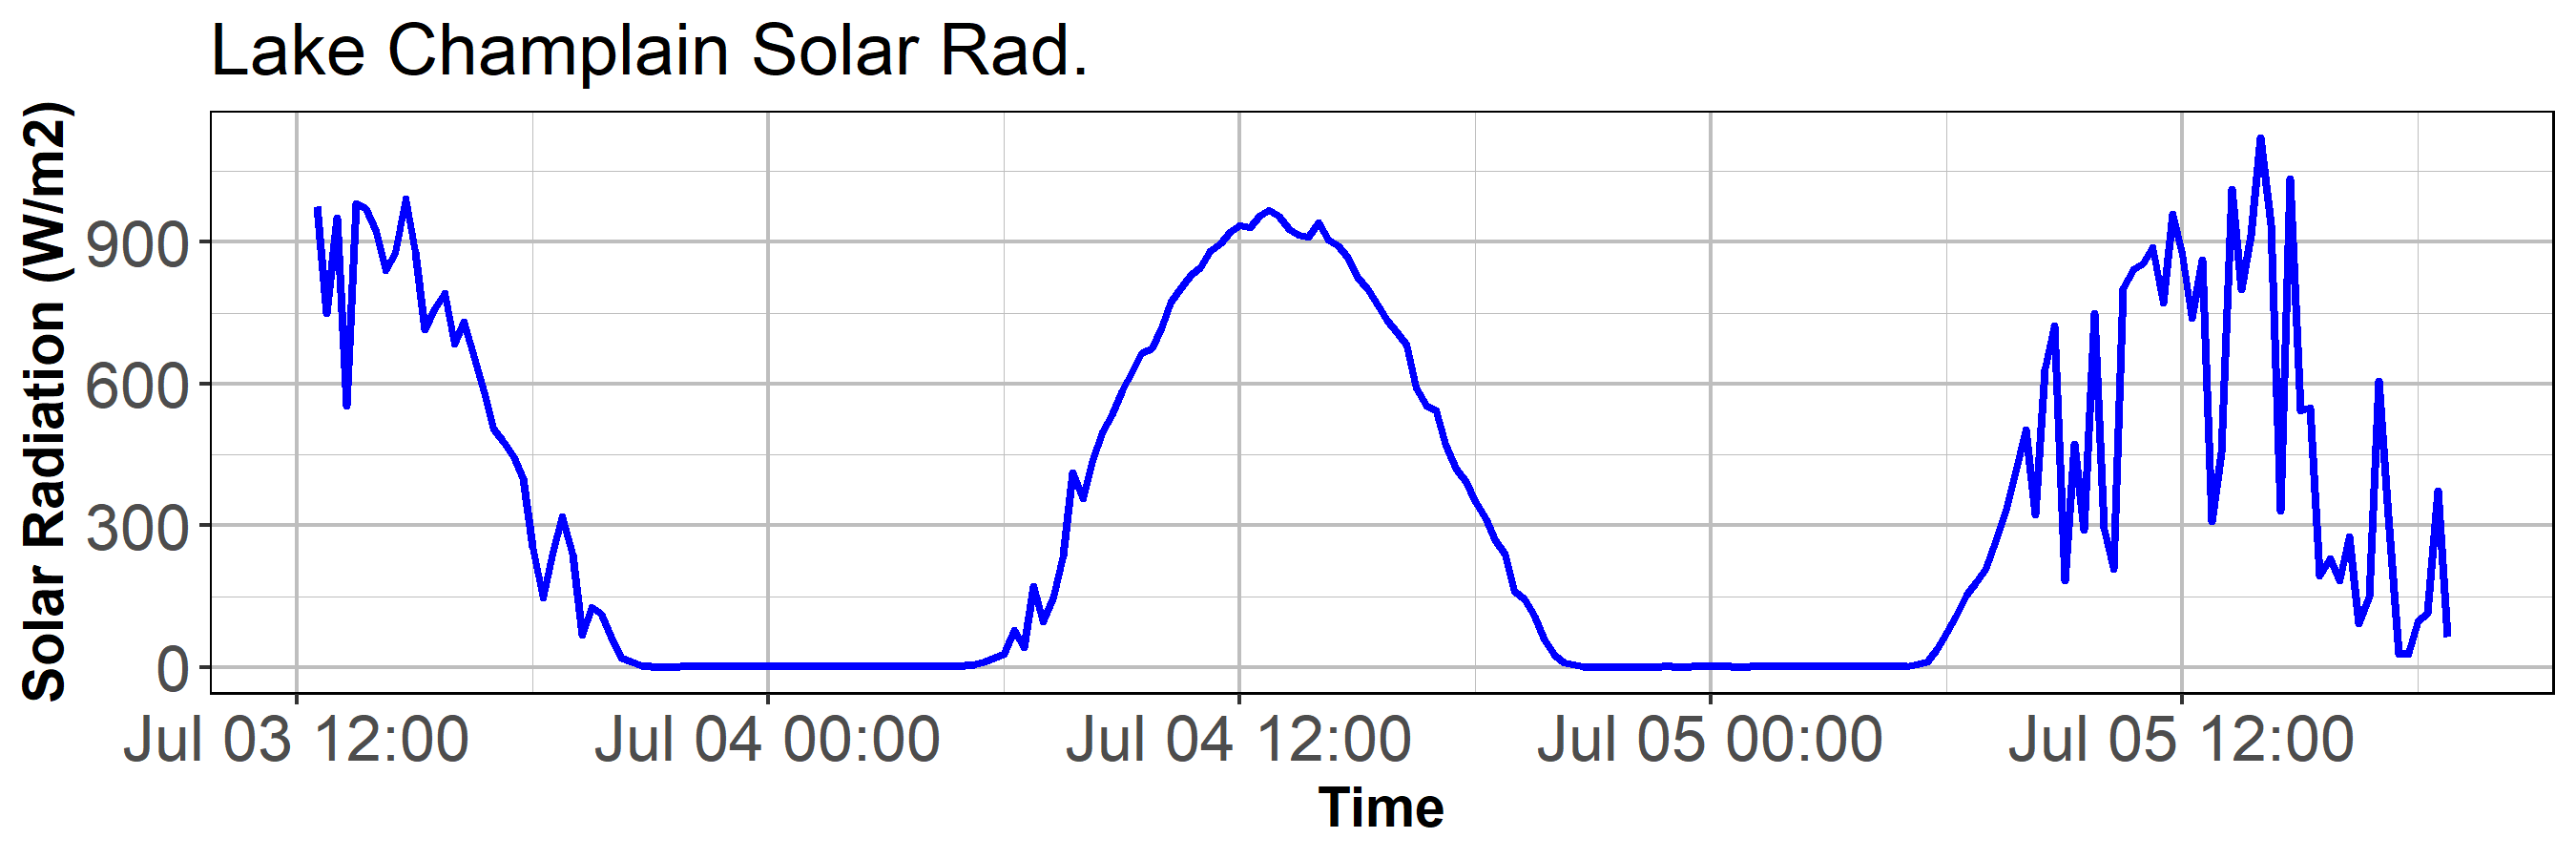 Lake Champlain Solar Rad.
Solar Radiation (W/m2)
900
600
300
0
Jul 03 12:00 Jul 04 00:00 Jul 04 12:00 Jul 05 00:00 Jul 05 12:00
Time